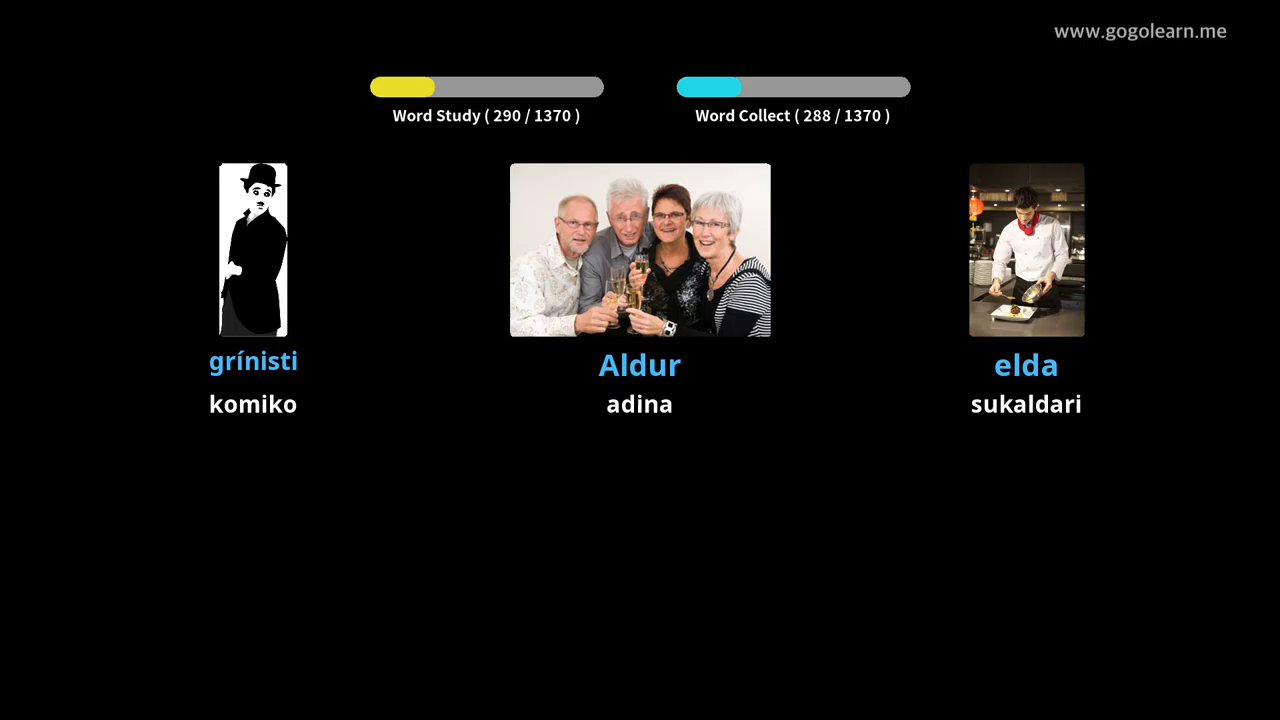 www.gogolearn.me
Word Study ( 290 / 1370 )
Word Collect ( 288 / 1370 )
grínisti
Aldur
elda
komiko
adina
sukaldari